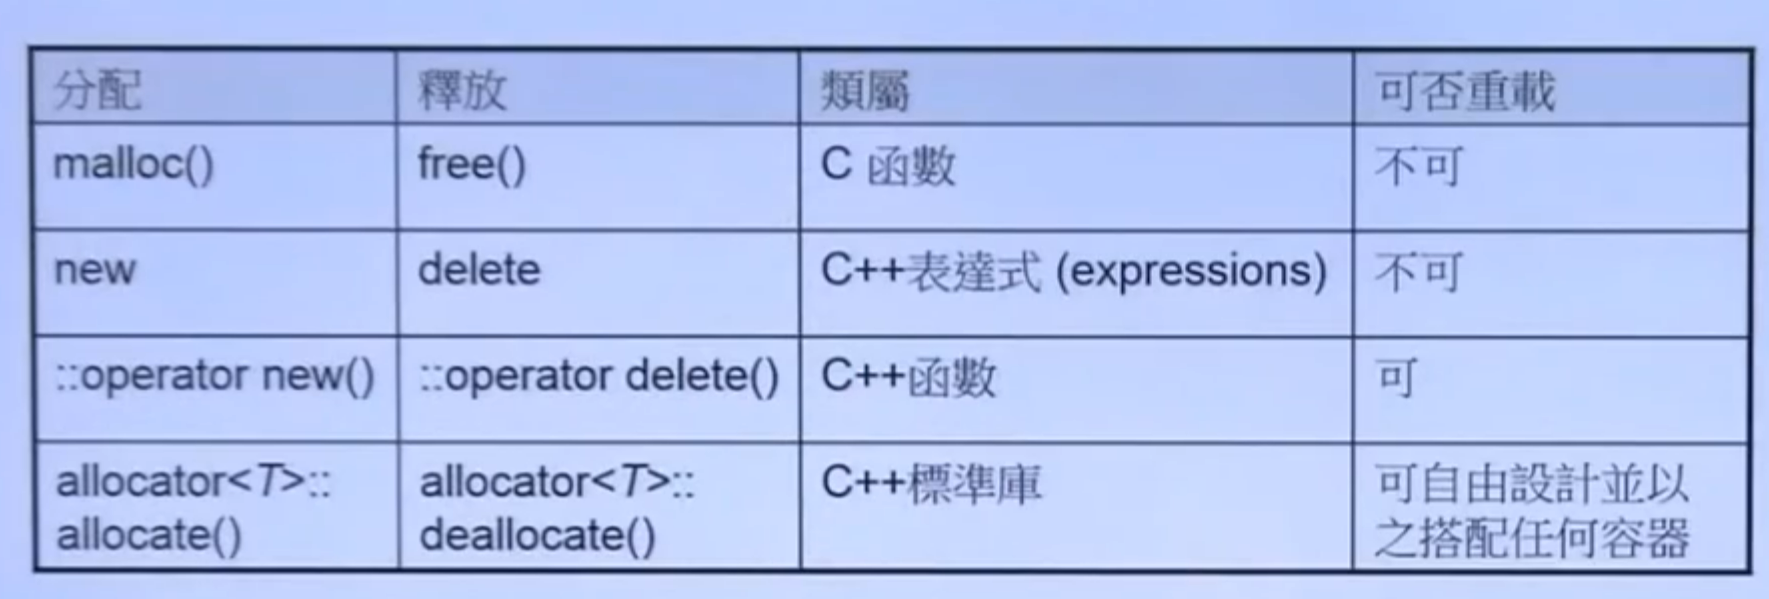 分配 釋放 類屬 可否重載
malloc() free() C 函數 不可
new delete C++表達式 (expressions) 不可
::operator new() ::operator delete() C++函數 可
allocator<T>:: allocator<T>:: C++標準庫 可自由設計並以
allocate() deallocate() 之搭配任何容器